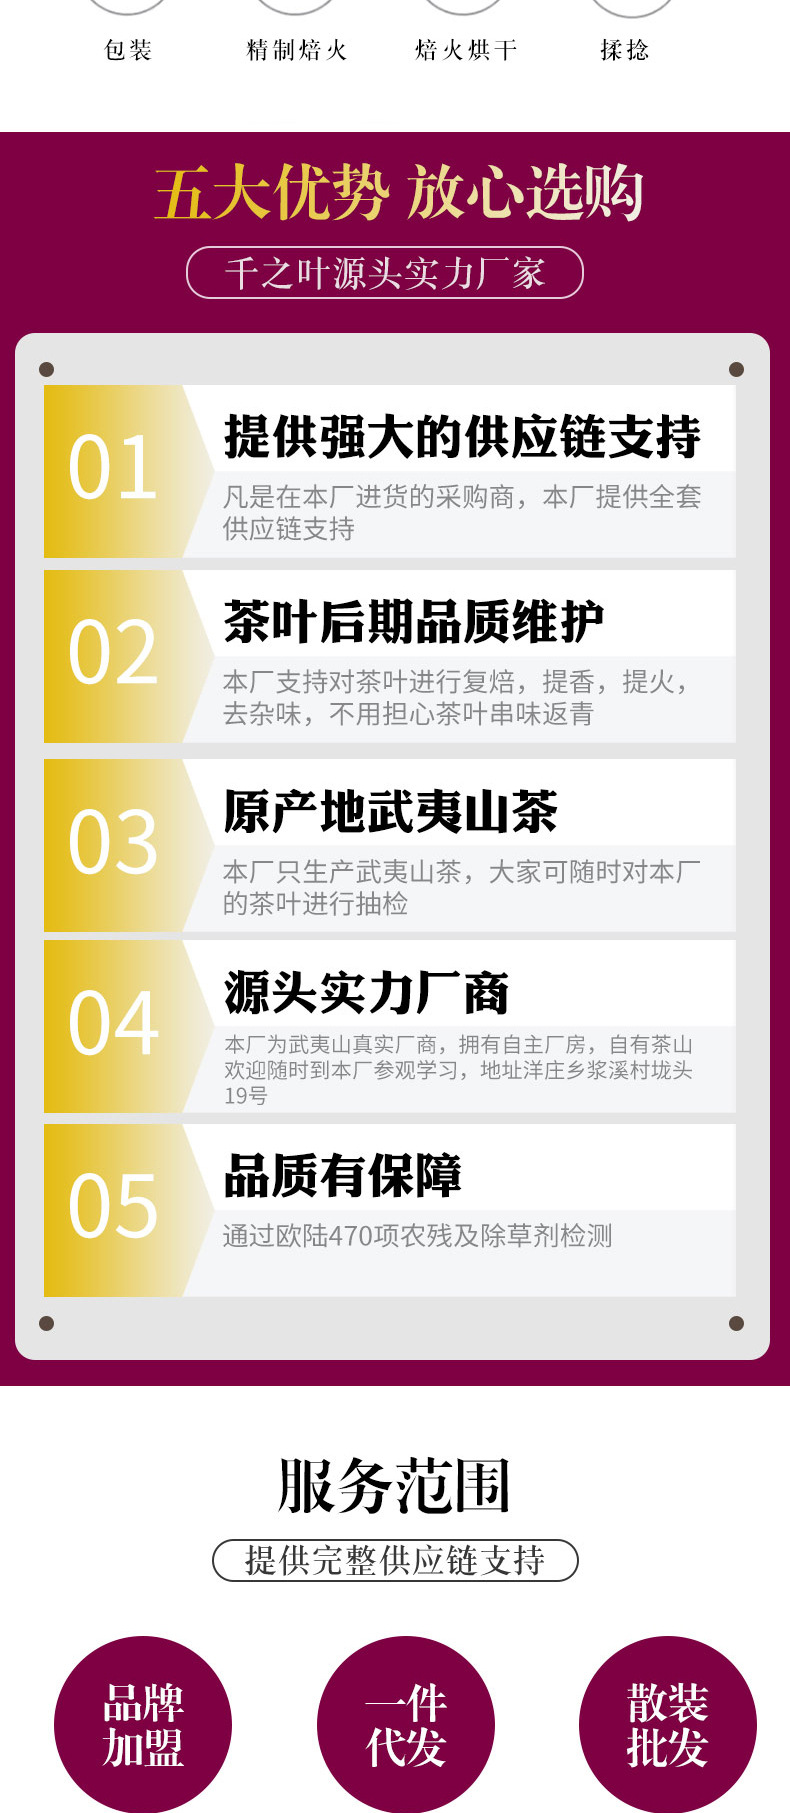 包装
精制焙火
焙火烘干
揉捻
五大优势 放心选购
千之叶源头实力厂家
01
提供强大的供应链支持
凡是在本厂进货的采购商，本厂提供全套
供应链支持
02
茶叶后期品质维护
本厂支持对茶叶进行复焙，提香，提火，
去杂味，不用担心茶叶串味返青
03
原产地武夷山茶
本厂只生产武夷山茶，大家可随时对本厂
的茶叶进行抽检
04
源头实力厂商
本厂为武夷山真实厂商，拥有自主厂房，自有茶山
欢迎随时到本厂参观学习，地址洋庄乡浆溪村垅头
19号
05
品质有保障
通过欧陆470项农残及除草剂检测
服务范围
提供完整供应链支持
品牌
加盟
一件
代发
散装
批发